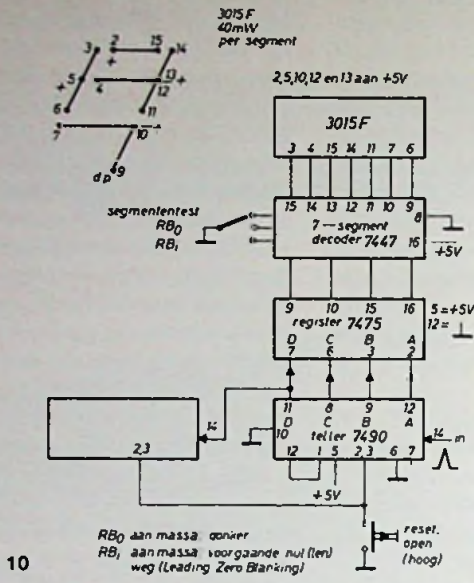 3015F
40mW
per segment
3 2 15 14
+
+ 5 4 13 +
12
6 11
7 10
d p 9
2,5,10,12 en 13 aan +5V
3015F
3 4 15 14 11 7 6
15 14 13 12 11 10 9
segmententest
RB0
RBi
7-segment
decoder 7447
8
16
+5V
9 10 15 16
register 7475
D C B A
7 6 3 2
5=+5V
12=
14
11 8 9 12
D C B A
10
teller 7490
12 1 5 2,3 6 7
14 in
+5V
2,3
reset,
open
(hoog)
RB0 aan massa: donker
RBi aan massa: voorgaande nul(len)
weg (Leading Zero Blanking)
10